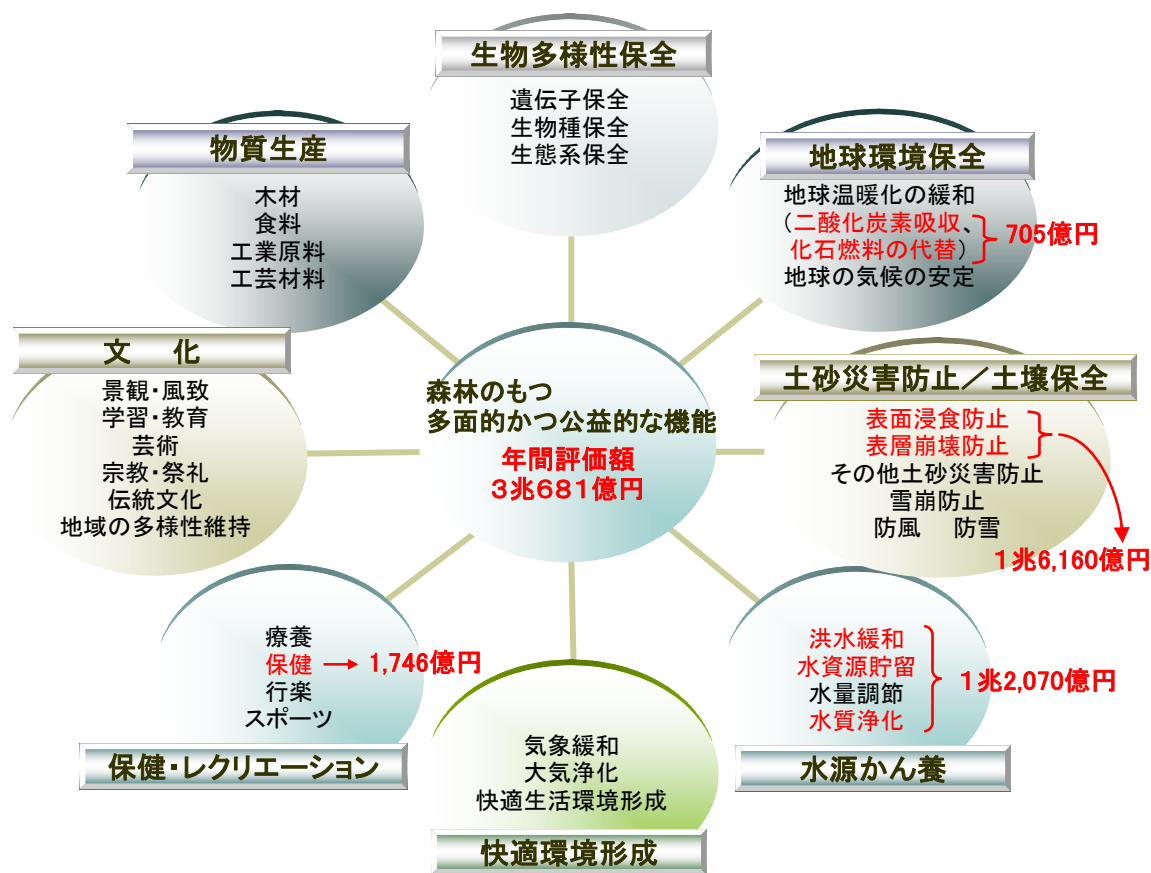 生物多様性保全
遺伝子保全
生物種保全
生態系保全
物質生産
木材
食料
工業原料
工芸材料
地球環境保全
地球温暖化の緩和
(二酸化炭素吸収、
化石燃料の代替)
地球の気候の安定
705億円
文　化
景観・風致
学習・教育
芸術
宗教・祭礼
伝統文化
地域の多様性維持
森林のもつ
多面的かつ公益的な機能
年間評価額
3兆681億円
土砂災害防止／土壌保全
表面浸食防止
表層崩壊防止
その他土砂災害防止
雪崩防止
防風　防雪
1兆6,160億円
療養
保健
行楽
スポーツ
1,746億円
保健・レクリエーション
気象緩和
大気浄化
快適生活環境形成
快適環境形成
洪水緩和
水資源貯留
水量調節
水質浄化
1兆2,070億円
水源かん養